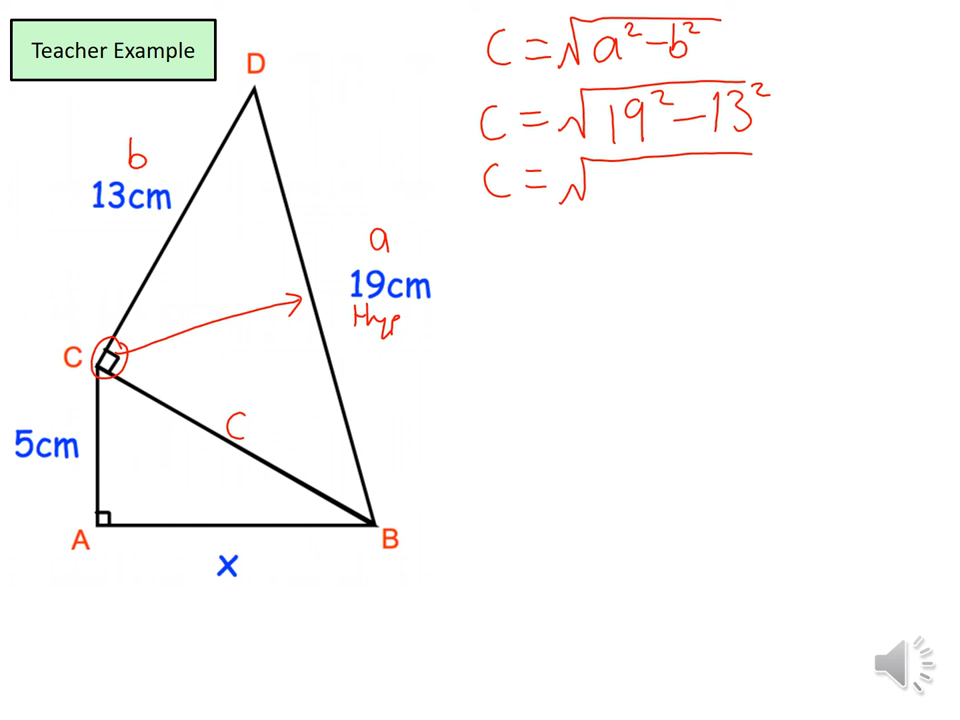 Teacher Example
D
b
13cm
a
19cm
Hyp
C
5cm
C
A
B
x
C = √a² - b²
C = √19² - 13²
C = √